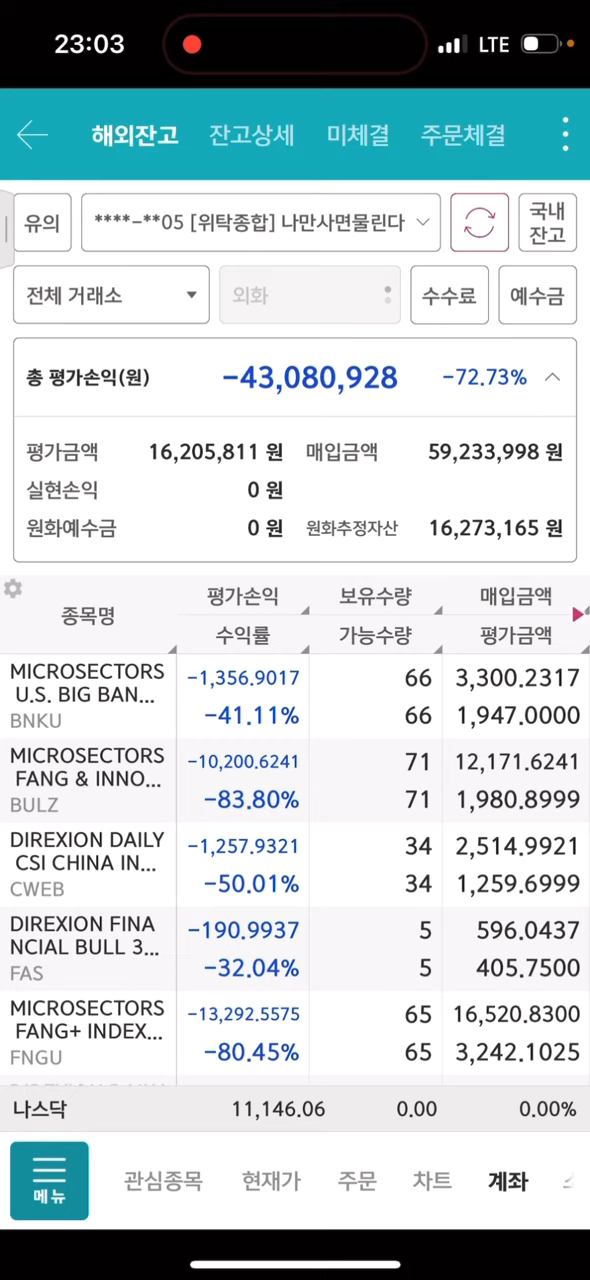 23:03 LTE
해외잔고 잔고상세 미체결 주문체결
유의 ****-**05 [위탁종합] 나만사면물린다 국내
잔고
전체 거래소 외화 수수료 예수금
총 평가손익(원) -43,080,928 -72.73%
평가금액 16,205,811 원 매입금액 59,233,998 원
실현손익 0 원
원화예수금 0 원 원화추정자산 16,273,165 원
종목명 평가손익 보유수량 매입금액
수익률 가능수량 평가금액
MICROSECTORS -1,356.9017 66 3,300.2317
U.S. BIG BAN... -41.11% 66 1,947.0000
BNKU
MICROSECTORS -10,200.6241 71 12,171.6241
FANG & INNO... -83.80% 71 1,980.8999
BULZ
DIREXION DAILY -1,257.9321 34 2,514.9921
CSI CHINA IN... -50.01% 34 1,259.6999
CWEB
DIREXION FINA -190.9937 5 596.0437
NCIAL BULL 3... -32.04% 5 405.7500
FAS
MICROSECTORS -13,292.5575 65 16,520.8300
FANG+ INDEX... -80.45% 65 3,242.1025
FNGU
나스닥 11,146.06 0.00 0.00%
메뉴 관심종목 현재가 주문 차트 계좌